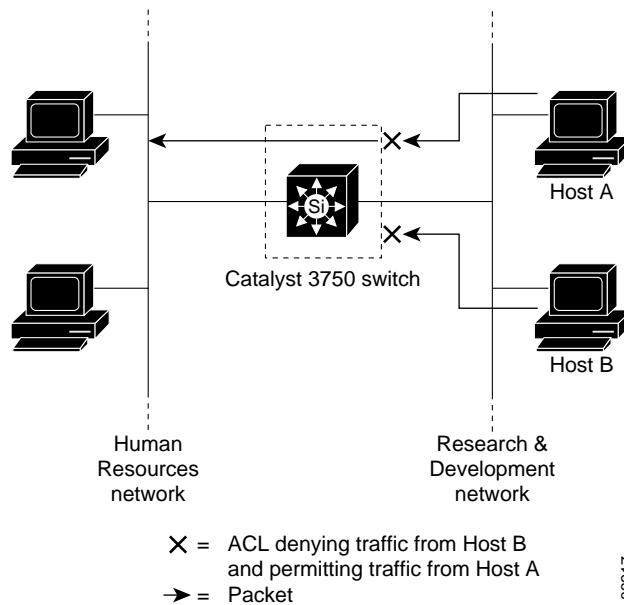 Si
Host A
Catalyst 3750 switch
Host B
Human
Resources
network
Research &
Development
network
X = ACL denying traffic from Host B
and permitting traffic from Host A
= Packet